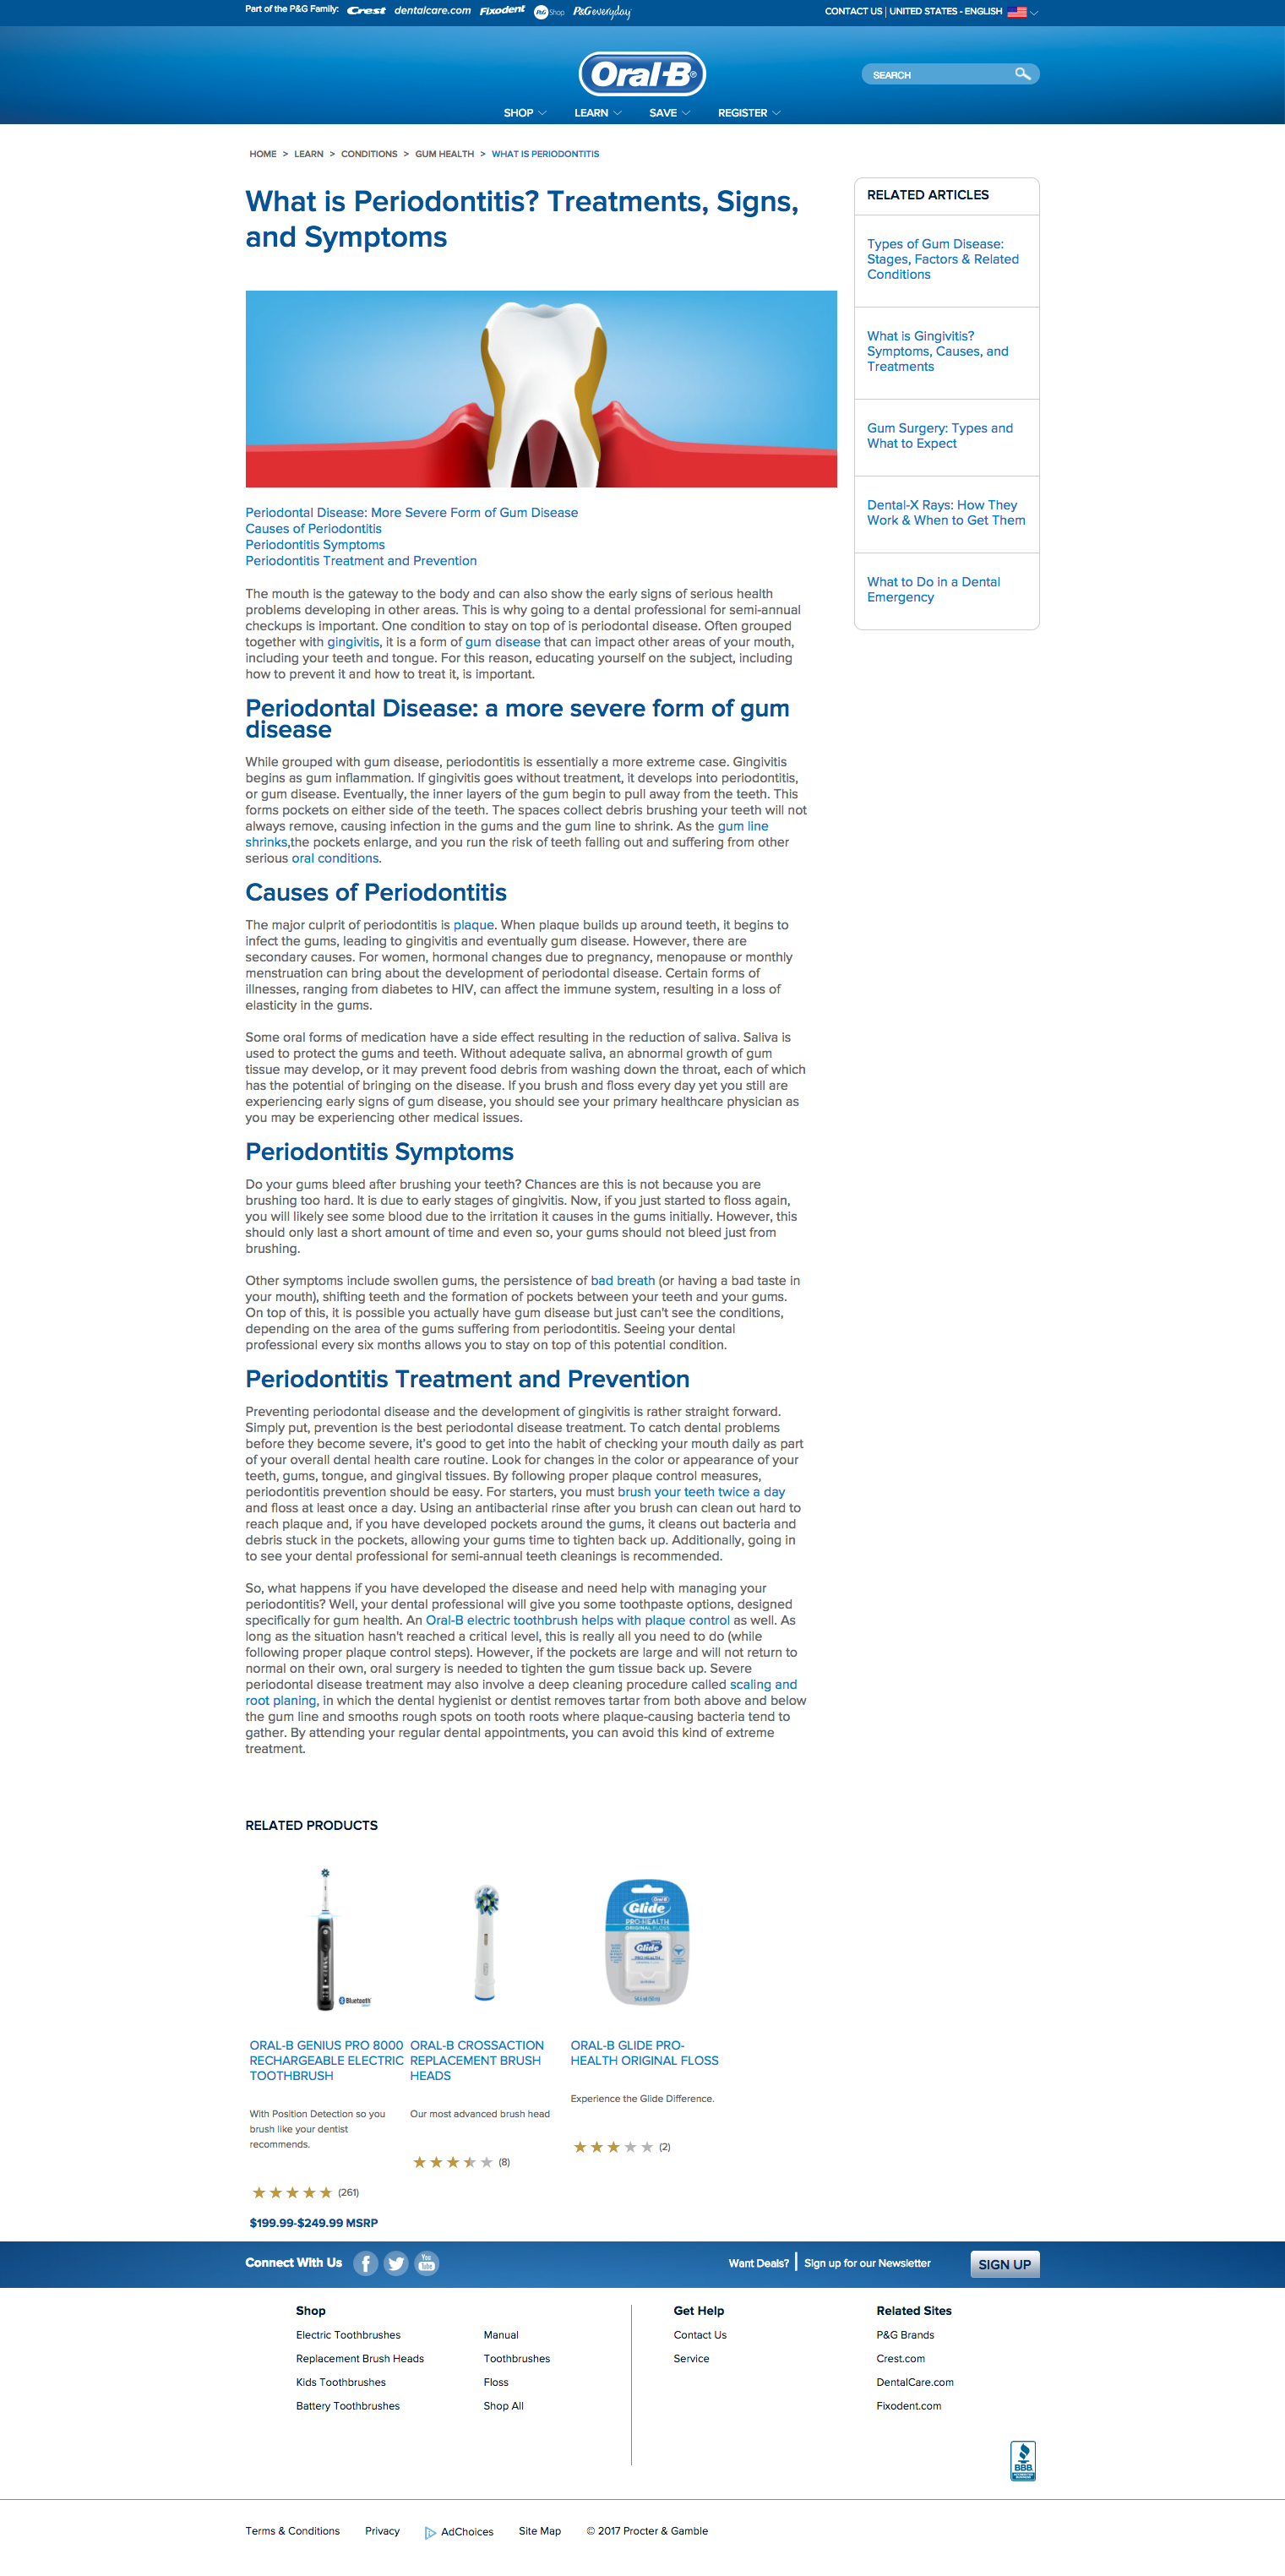 Part of the P&G Family: Crest dentalcare.com Fixodent P&G Shop P&G everyday
CONTACT US | UNITED STATES - ENGLISH
Oral-B®
SEARCH
SHOP LEARN SAVE REGISTER
HOME > LEARN > CONDITIONS > GUM HEALTH > WHAT IS PERIODONTITIS
What is Periodontitis? Treatments, Signs,
and Symptoms
Periodontal Disease: More Severe Form of Gum Disease
Causes of Periodontitis
Periodontitis Symptoms
Periodontitis Treatment and Prevention
The mouth is the gateway to the body and can also show the early signs of serious health
problems developing in other areas. This is why going to a dental professional for semi-annual
checkups is important. One condition to stay on top of is periodontal disease. Often grouped
together with gingivitis, it is a form of gum disease that can impact other areas of your mouth,
including your teeth and tongue. For this reason, educating yourself on the subject, including
how to prevent it and how to treat it, is important.
Periodontal Disease: a more severe form of gum
disease
While grouped with gum disease, periodontitis is essentially a more extreme case. Gingivitis
begins as gum inflammation. If gingivitis goes without treatment, it develops into periodontitis,
or gum disease. Eventually, the inner layers of the gum begin to pull away from the teeth. This
forms pockets on either side of the teeth. The spaces collect debris brushing your teeth will not
always remove, causing infection in the gums and the gum line to shrink. As the gum line
shrinks,the pockets enlarge, and you run the risk of teeth falling out and suffering from other
serious oral conditions.
Causes of Periodontitis
The major culprit of periodontitis is plaque. When plaque builds up around teeth, it begins to
infect the gums, leading to gingivitis and eventually gum disease. However, there are
secondary causes. For women, hormonal changes due to pregnancy, menopause or monthly
menstruation can bring about the development of periodontal disease. Certain forms of
illnesses, ranging from diabetes to HIV, can affect the immune system, resulting in a loss of
elasticity in the gums.
Some oral forms of medication have a side effect resulting in the reduction of saliva. Saliva is
used to protect the gums and teeth. Without adequate saliva, an abnormal growth of gum
tissue may develop, or it may prevent food debris from washing down the throat, each of which
has the potential of bringing on the disease. If you brush and floss every day yet you still are
experiencing early signs of gum disease, you should see your primary healthcare physician as
you may be experiencing other medical issues.
Periodontitis Symptoms
Do your gums bleed after brushing your teeth? Chances are this is not because you are
brushing too hard. It is due to early stages of gingivitis. Now, if you just started to floss again,
you will likely see some blood due to the irritation it causes in the gums initially. However, this
should only last a short amount of time and even so, your gums should not bleed just from
brushing.
Other symptoms include swollen gums, the persistence of bad breath (or having a bad taste in
your mouth), shifting teeth and the formation of pockets between your teeth and your gums.
On top of this, it is possible you actually have gum disease but just can't see the conditions,
depending on the area of the gums suffering from periodontitis. Seeing your dental
professional every six months allows you to stay on top of this potential condition.
Periodontitis Treatment and Prevention
Preventing periodontal disease and the development of gingivitis is rather straight forward.
Simply put, prevention is the best periodontal disease treatment. To catch dental problems
before they become severe, it's good to get into the habit of checking your mouth daily as part
of your overall dental health care routine. Look for changes in the color or appearance of your
teeth, gums, tongue, and gingival tissues. By following proper plaque control measures,
periodontitis prevention should be easy. For starters, you must brush your teeth twice a day
and floss at least once a day. Using an antibacterial rinse after you brush can clean out hard to
reach plaque and, if you have developed pockets around the gums, it cleans out bacteria and
debris stuck in the pockets, allowing your gums time to tighten back up. Additionally, going in
to see your dental professional for semi-annual teeth cleanings is recommended.
So, what happens if you have developed the disease and need help with managing your
periodontitis? Well, your dental professional will give you some toothpaste options, designed
specifically for gum health. An Oral-B electric toothbrush helps with plaque control as well. As
long as the situation hasn't reached a critical level, this is really all you need to do (while
following proper plaque control steps). However, if the pockets are large and will not return to
normal on their own, oral surgery is needed to tighten the gum tissue back up. Severe
periodontal disease treatment may also involve a deep cleaning procedure called scaling and
root planing, in which the dental hygienist or dentist removes tartar from both above and below
the gum line and smooths rough spots on tooth roots where plaque-causing bacteria tend to
gather. By attending your regular dental appointments, you can avoid this kind of extreme
treatment.
RELATED ARTICLES
Types of Gum Disease:
Stages, Factors & Related
Conditions
What is Gingivitis?
Symptoms, Causes, and
Treatments
Gum Surgery: Types and
What to Expect
Dental-X Rays: How They
Work & When to Get Them
What to Do in a Dental
Emergency
RELATED PRODUCTS
Bluetooth
ORAL-B GENIUS PRO 8000
RECHARGEABLE ELECTRIC
TOOTHBRUSH
With Position Detection so you
brush like your dentist
recommends.
(261)
$199.99-$249.99 MSRP
ORAL-B CROSSACTION
REPLACEMENT BRUSH
HEADS
Our most advanced brush head
(8)
Oral-B
Glide
PRO-HEALTH
ORIGINAL FLOSS
Glide
PRO-HEALTH
ORAL-B GLIDE PRO-
HEALTH ORIGINAL FLOSS
Experience the Glide Difference.
(2)
Connect With Us
You
Tube
Want Deals? | Sign up for our Newsletter
SIGN UP
Shop
Electric Toothbrushes
Replacement Brush Heads
Kids Toothbrushes
Battery Toothbrushes
Manual
Toothbrushes
Floss
Shop All
Get Help
Contact Us
Service
Related Sites
P&G Brands
Crest.com
DentalCare.com
Fixodent.com
BBB
Terms & Conditions Privacy AdChoices Site Map © 2017 Procter & Gamble